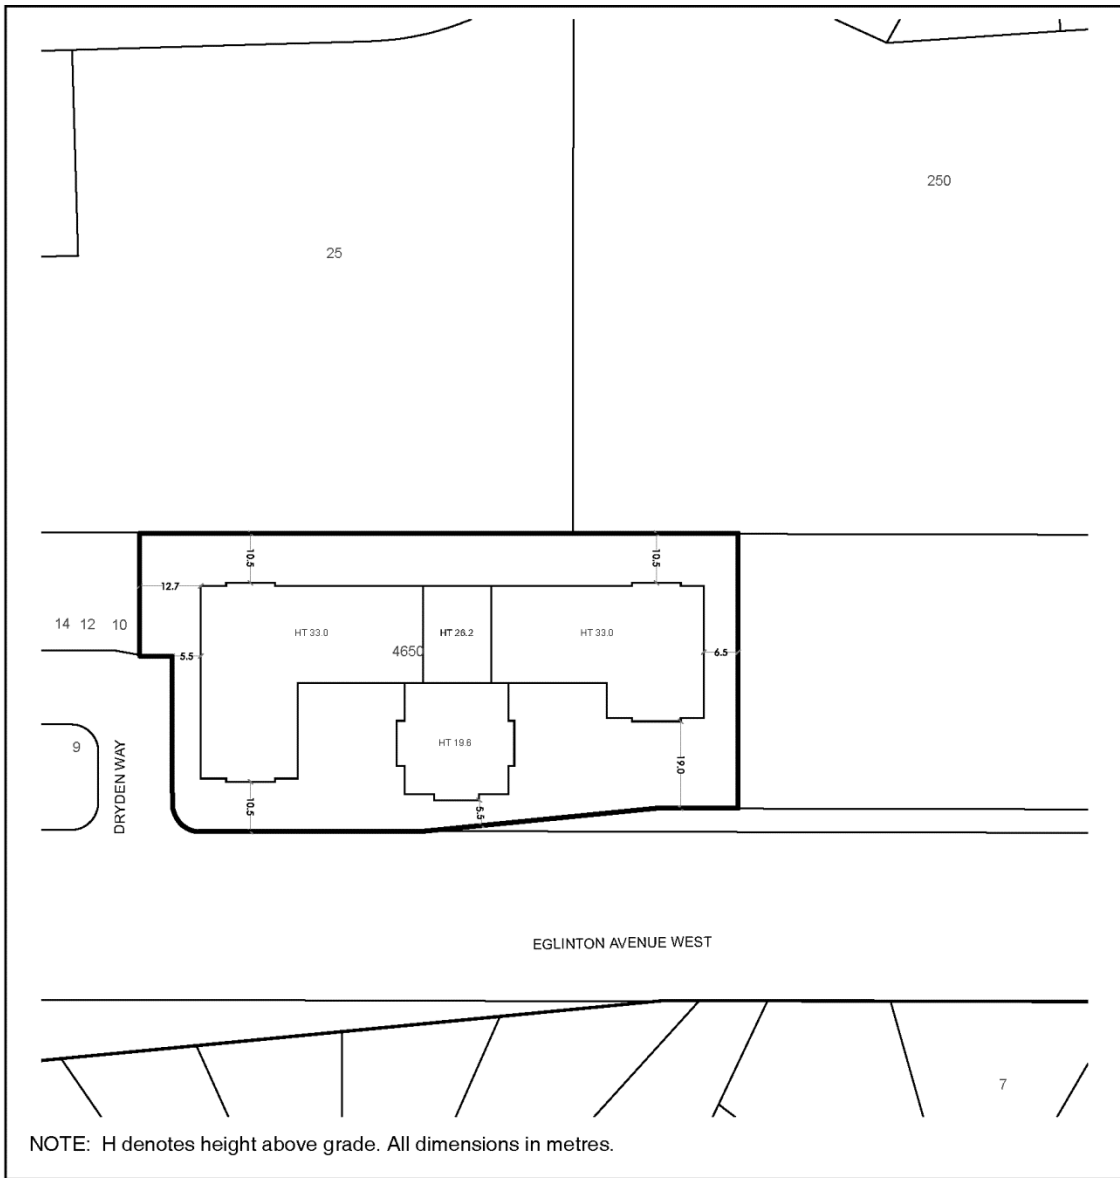 250
25
10.5
10.5
12.7
14 12 10
HT 33.0
HT 26.2
HT 33.0
4650
5.5
6.5
9
DRYDEN WAY
HT 19.6
19.0
10.5
5.5
EGLINTON AVENUE WEST
7
NOTE: H denotes height above grade. All dimensions in metres.